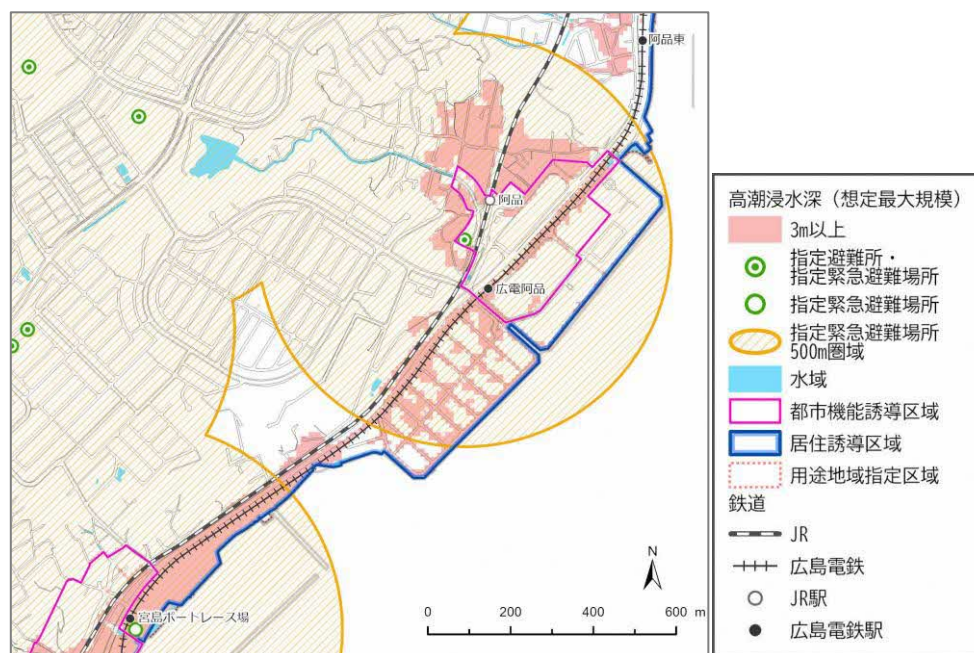 阿品東
阿品
広電阿品
宮島ボートレース場
N
0 200 400 600 m
高潮浸水深（想定最大規模）
3m以上
指定避難所・
指定緊急避難場所
指定緊急避難場所
指定緊急避難場所
500m圏域
水域
都市機能誘導区域
居住誘導区域
用途地域指定区域
鉄道
JR
広島電鉄
JR駅
広島電鉄駅